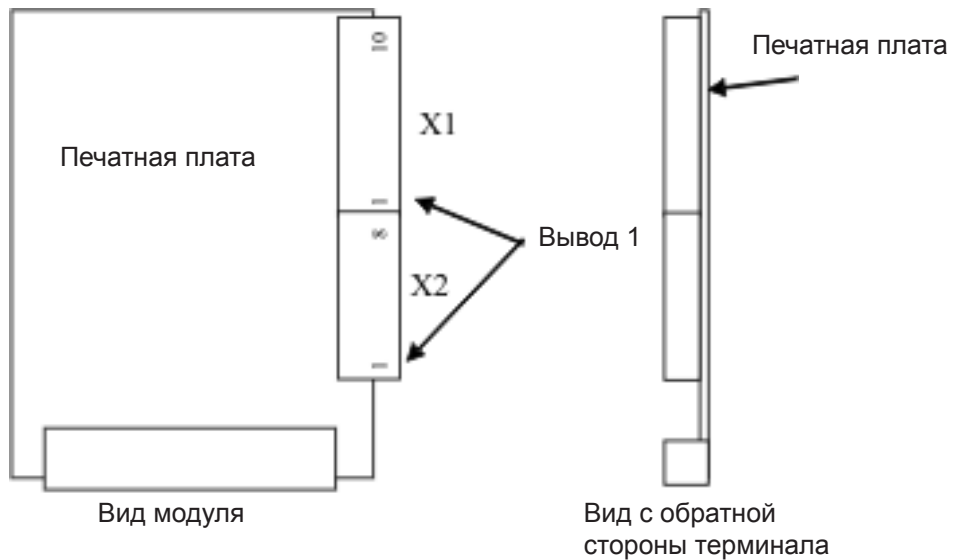 Печатная плата
10
X1
Печатная плата
1
8
Вывод 1
X2
1
Вид модуля
Вид с обратной
стороны терминала